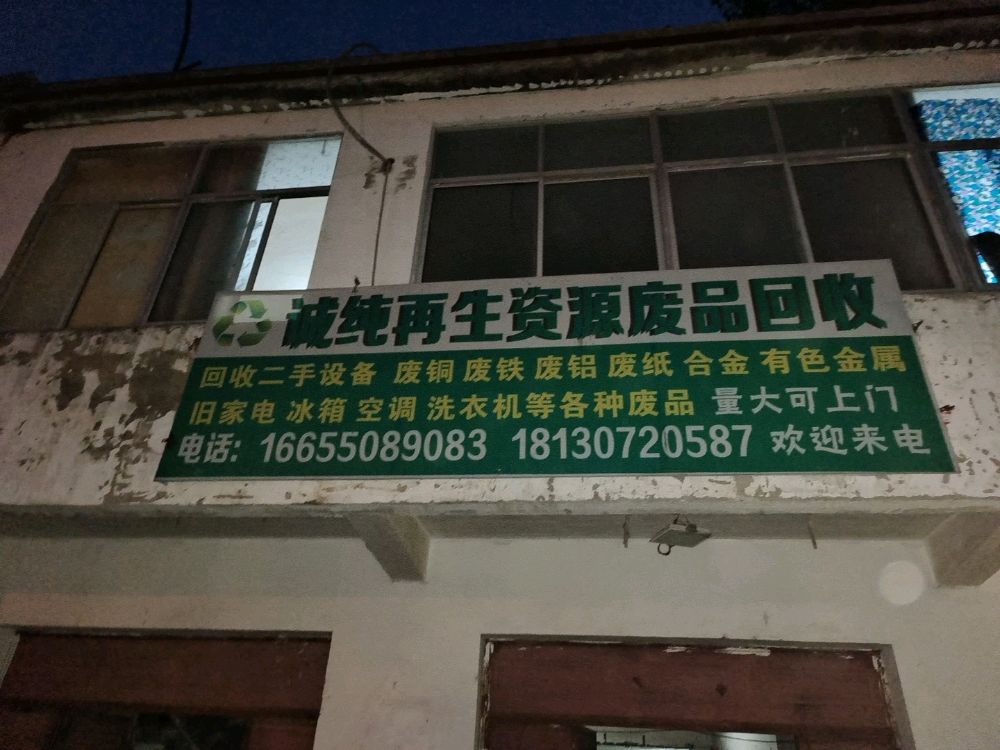 诚纯再生资源废品回收
回收二手设备 废铜 废铁 废铝 废纸 合金 有色金属
旧家电 冰箱 空调 洗衣机等各种废品 量大可上门
电话: 16655089083 18130720587 欢迎来电